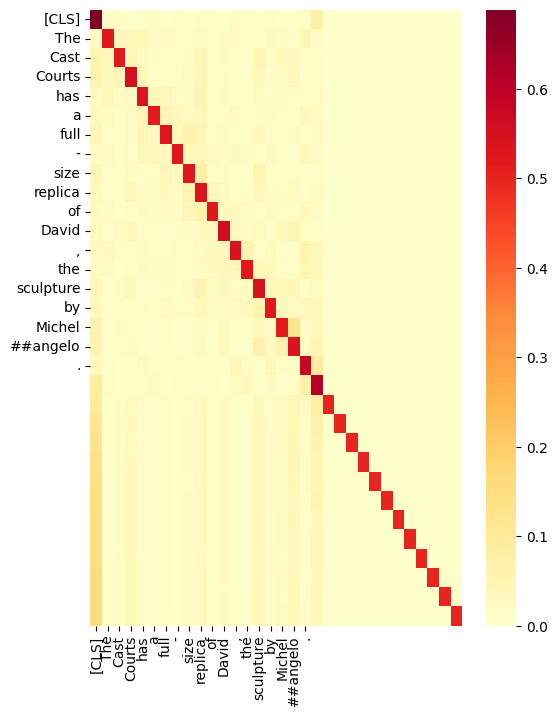 [CLS]
The
Cast
Courts
has
a
full
-
size
replica
of
David
,
the
sculpture
by
Michel
##angelo
.
[CLS]
The
Cast
Courts
has
a
full
-
size
replica
of
David
,
the
sculpture
by
Michel
##angelo
.
0.6
0.5
0.4
0.3
0.2
0.1
0.0